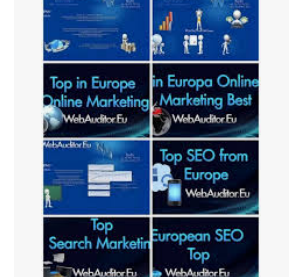 Top in Europe
Online Marketing
WebAuditor.Eu
in Europa Online
Marketing Best
WebAuditor.Eu
WebAuditor.Eu
Top SEO from
Europe
WebAuditor.Eu
Top
Search Marketin
WebAuditor.Eu
European SEO
Top
WebAuditor.Eu